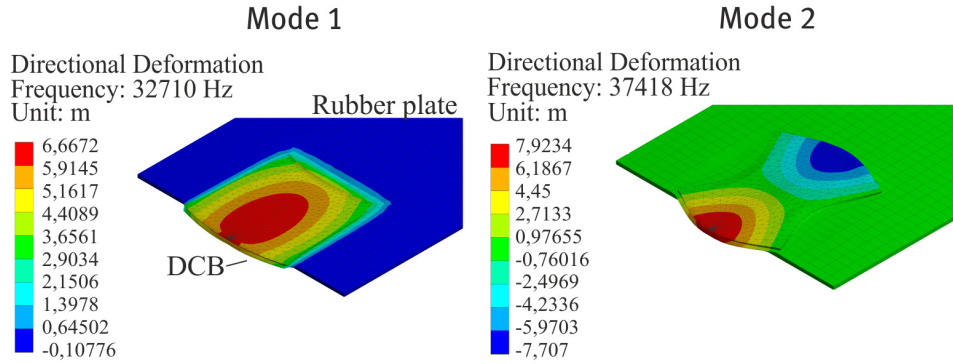 Mode 1
Directional Deformation
Frequency: 32710 Hz
Unit: m
Rubber plate
6,6672
5,9145
5,1617
4,4089
3,6561
2,9034
2,1506
1,3978
0,64502
-0,10776
DCB
Mode 2
Directional Deformation
Frequency: 37418 Hz
Unit: m
7,9234
6,1867
4,45
2,7133
0,97655
-0,76016
-2,4969
-4,2336
-5,9703
-7,707